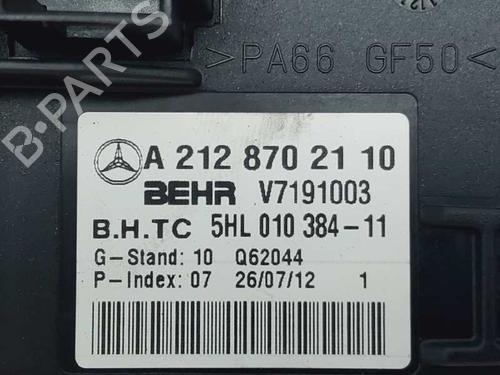 >PA66 GF50<
A 212 870 21 10
BEHR V7191003
B.H.TC 5HL 010 384-11
G-Stand: 10 Q62044
P-Index: 07 26/07/12 1
B-PARTS